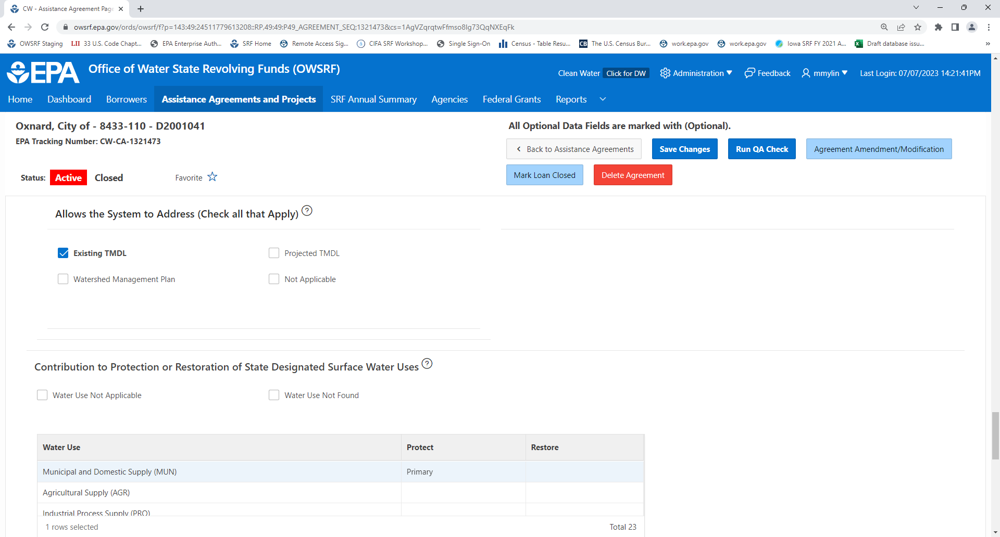 CW - Assistance Agreement Page
owsrf.epa.gov/ords/owsrf/f?p=143:49:24511779613208::RP,49:49:P49_AGREEMENT_SEQ:1321473&cs=1AgVZqrqtwFfmso8lg73QqNXEqFk
OWSRF Staging LII 33 U.S. Code Chapt... EPA Enterprise Auth... SRF Home Remote Access Sig... CIFA SRF Workshop... Single Sign-On Census - Table Resu... CB The U.S. Census Bur... work.epa.gov work.epa.gov Iowa SRF FY 2021 A... Draft database issu... »
EPA Office of Water State Revolving Funds (OWSRF)
Clean Water Click for DW Administration Feedback mmylin Last Login: 07/07/2023 14:21:41PM
Home Dashboard Borrowers Assistance Agreements and Projects SRF Annual Summary Agencies Federal Grants Reports
Oxnard, City of - 8433-110 - D2001041
EPA Tracking Number: CW-CA-1321473
Status: Active Closed Favorite
All Optional Data Fields are marked with (Optional).
Back to Assistance Agreements Save Changes Run QA Check Agreement Amendment/Modification
Mark Loan Closed Delete Agreement
Allows the System to Address (Check all that Apply) ?
Existing TMDL Projected TMDL
Watershed Management Plan Not Applicable
Contribution to Protection or Restoration of State Designated Surface Water Uses ?
Water Use Not Applicable Water Use Not Found
Water Use Protect Restore
Municipal and Domestic Supply (MUN) Primary
Agricultural Supply (AGR)
Industrial Process Supply (PRO)
1 rows selected Total 23